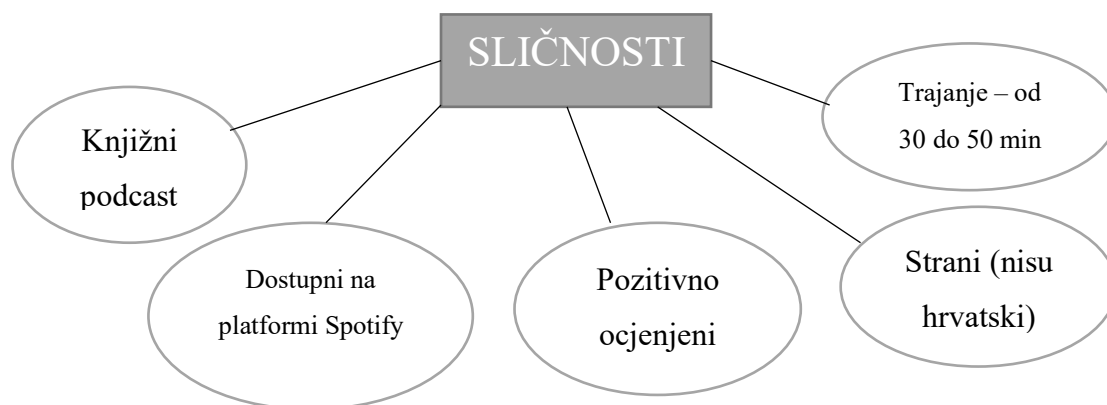 SLIČNOSTI
Knjižni
podcast
Dostupni na
platformi Spotify
Pozitivno
ocjenjeni
Strani (nisu
hrvatski)
Trajanje – od
30 do 50 min